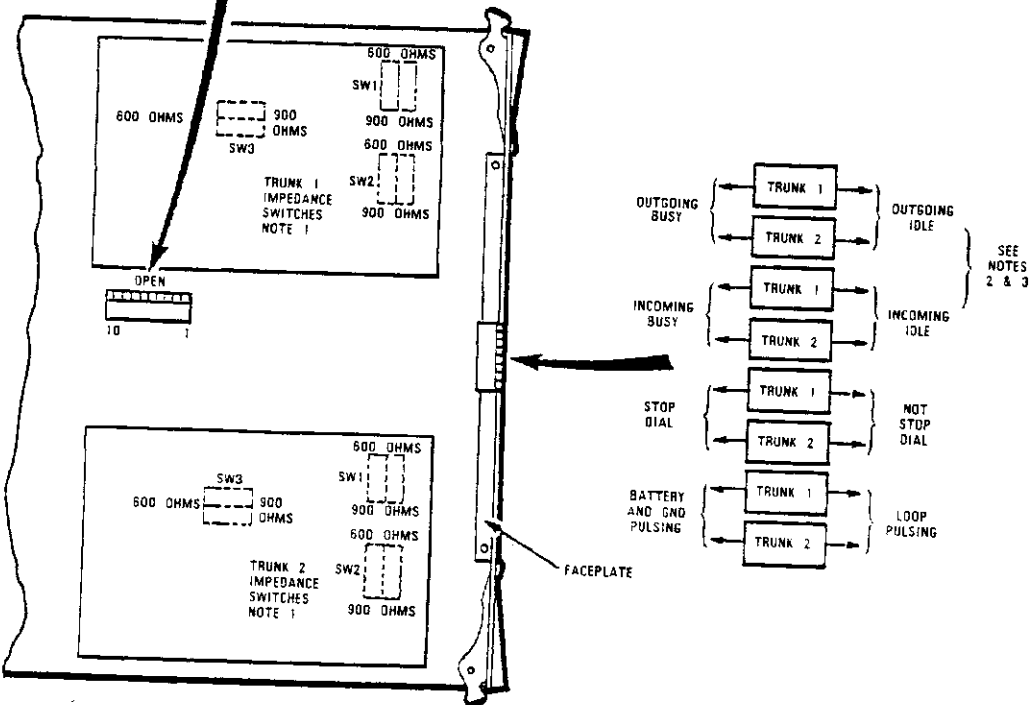 600 OHMS
SW1
900 OHMS
600 OHMS
900
OHMS
SW3
600 OHMS
SW2
900 OHMS
TRUNK 1
IMPEDANCE
SWITCHES
NOTE 1
OPEN
10 1
600 OHMS
SW1
900 OHMS
SW3
600 OHMS
900
OHMS
600 OHMS
SW2
900 OHMS
TRUNK 2
IMPEDANCE
SWITCHES
NOTE 1
FACEPLATE
OUTGOING
BUSY
TRUNK 1
TRUNK 2
OUTGOING
IDLE
INCOMING
BUSY
TRUNK 1
TRUNK 2
INCOMING
IDLE
SEE
NOTES
2 & 3
STOP
DIAL
TRUNK 1
TRUNK 2
NOT
STOP
DIAL
BATTERY
AND GND
PULSING
TRUNK 1
TRUNK 2
LOOP
PULSING